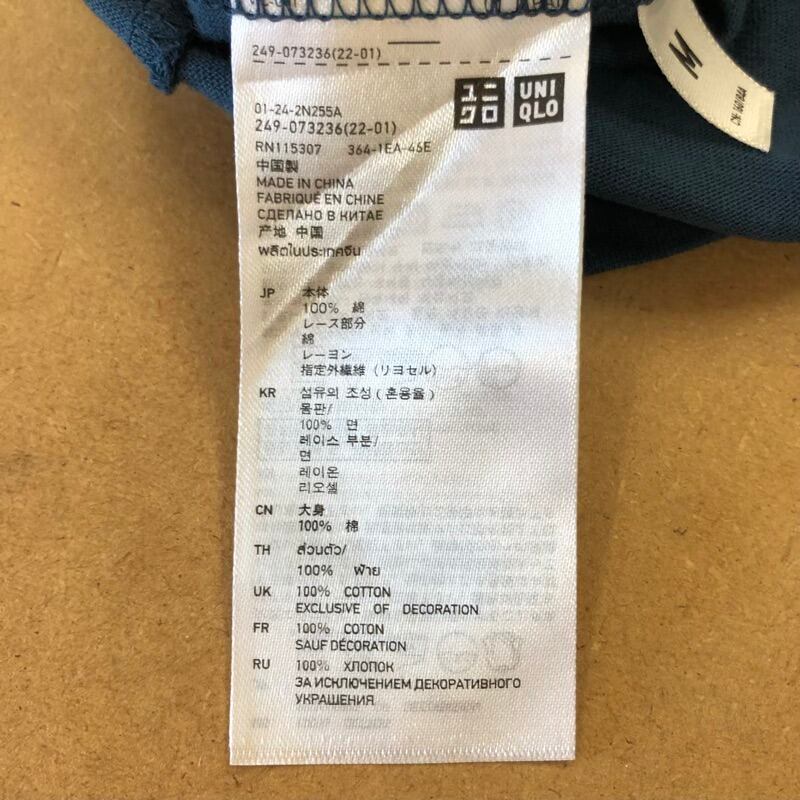 249-073236(22-01)
01-24-2N255A
249-073236(22-01)
RN115307 364-1EA-46E
ユニ
クロ
UNI
QLO
M
中国製
MADE IN CHINA
FABRIQUÉ EN CHINE
СДЕЛАНО В КИТАЕ
产地 中国
ผลิตในประเทศจีน
JP 本体
100% 綿
レース部分
綿
レーヨン
指定外繊維 (リヨセル)
KR 섬유의 조성 ( 혼용율 )
몸판/
100% 면
레이스 부분/
면
레이온
리오셀
CN 大身
100% 棉
TH ส่วนตัว/
100% ฝ้าย
UK 100% COTTON
EXCLUSIVE OF DECORATION
FR 100% COTON
SAUF DÉCORATION
RU 100% ХЛОПОК
ЗА ИСКЛЮЧЕНИЕМ ДЕКОРАТИВНОГО
УКРАШЕНИЯ